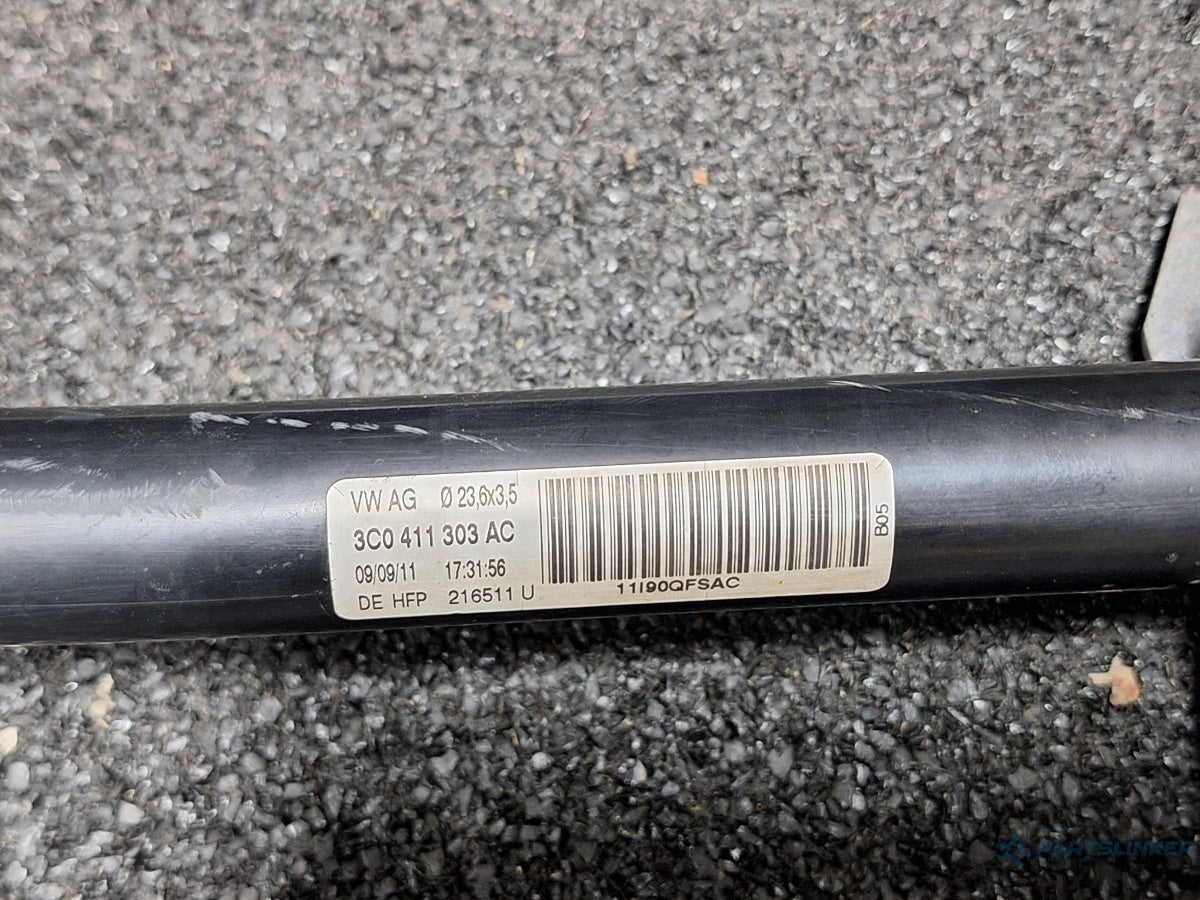 VW AG Ø 23,6x3,5
3C0 411 303 AC
09/09/11 17:31:56
DE HFP 216511 U
11I90QFSAC
B05
PARTSLINKER